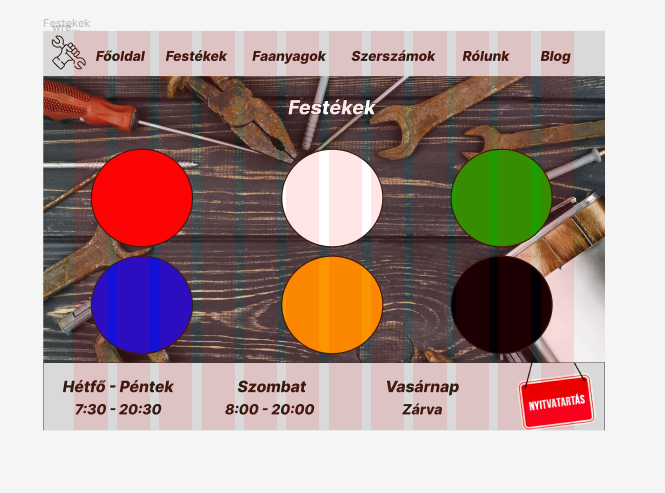 Festekek
Főoldal Festékek Faanyagok Szerszámok Rólunk Blog
Festékek
Hétfő - Péntek Szombat Vasárnap
7:30 - 20:30 8:00 - 20:00 Zárva
NYITVATARTÁS